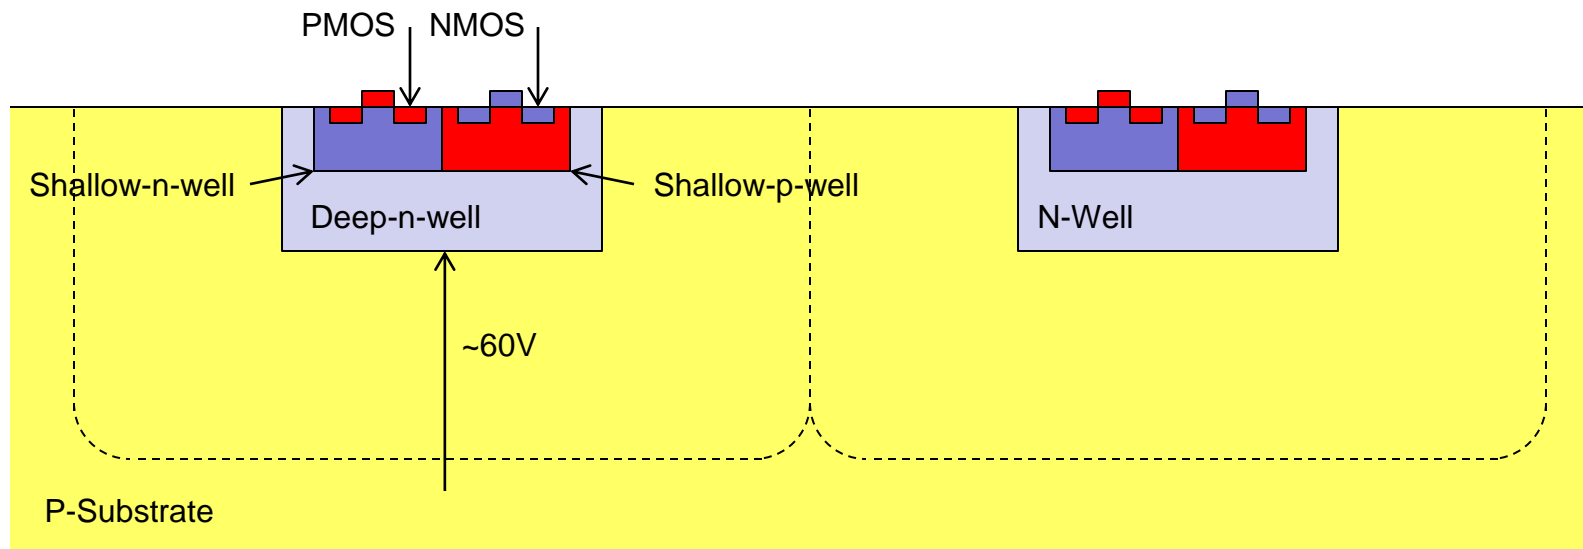 PMOS NMOS
Shallow-n-well
Shallow-p-well
Deep-n-well
N-Well
~60V
P-Substrate